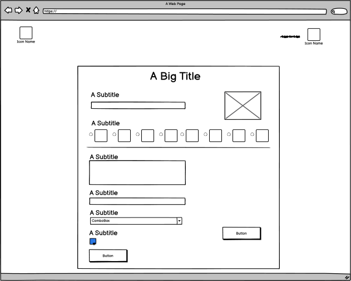 A Web Page
https://
Icon Name
Icon Name
A Big Title
A Subtitle
A Subtitle
A Subtitle
A Subtitle
A Subtitle
ComboBox
A Subtitle
Button
Button